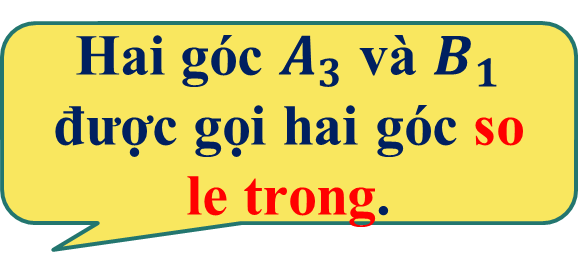 Hai góc A₃ và B₁
được gọi hai góc so
le trong.